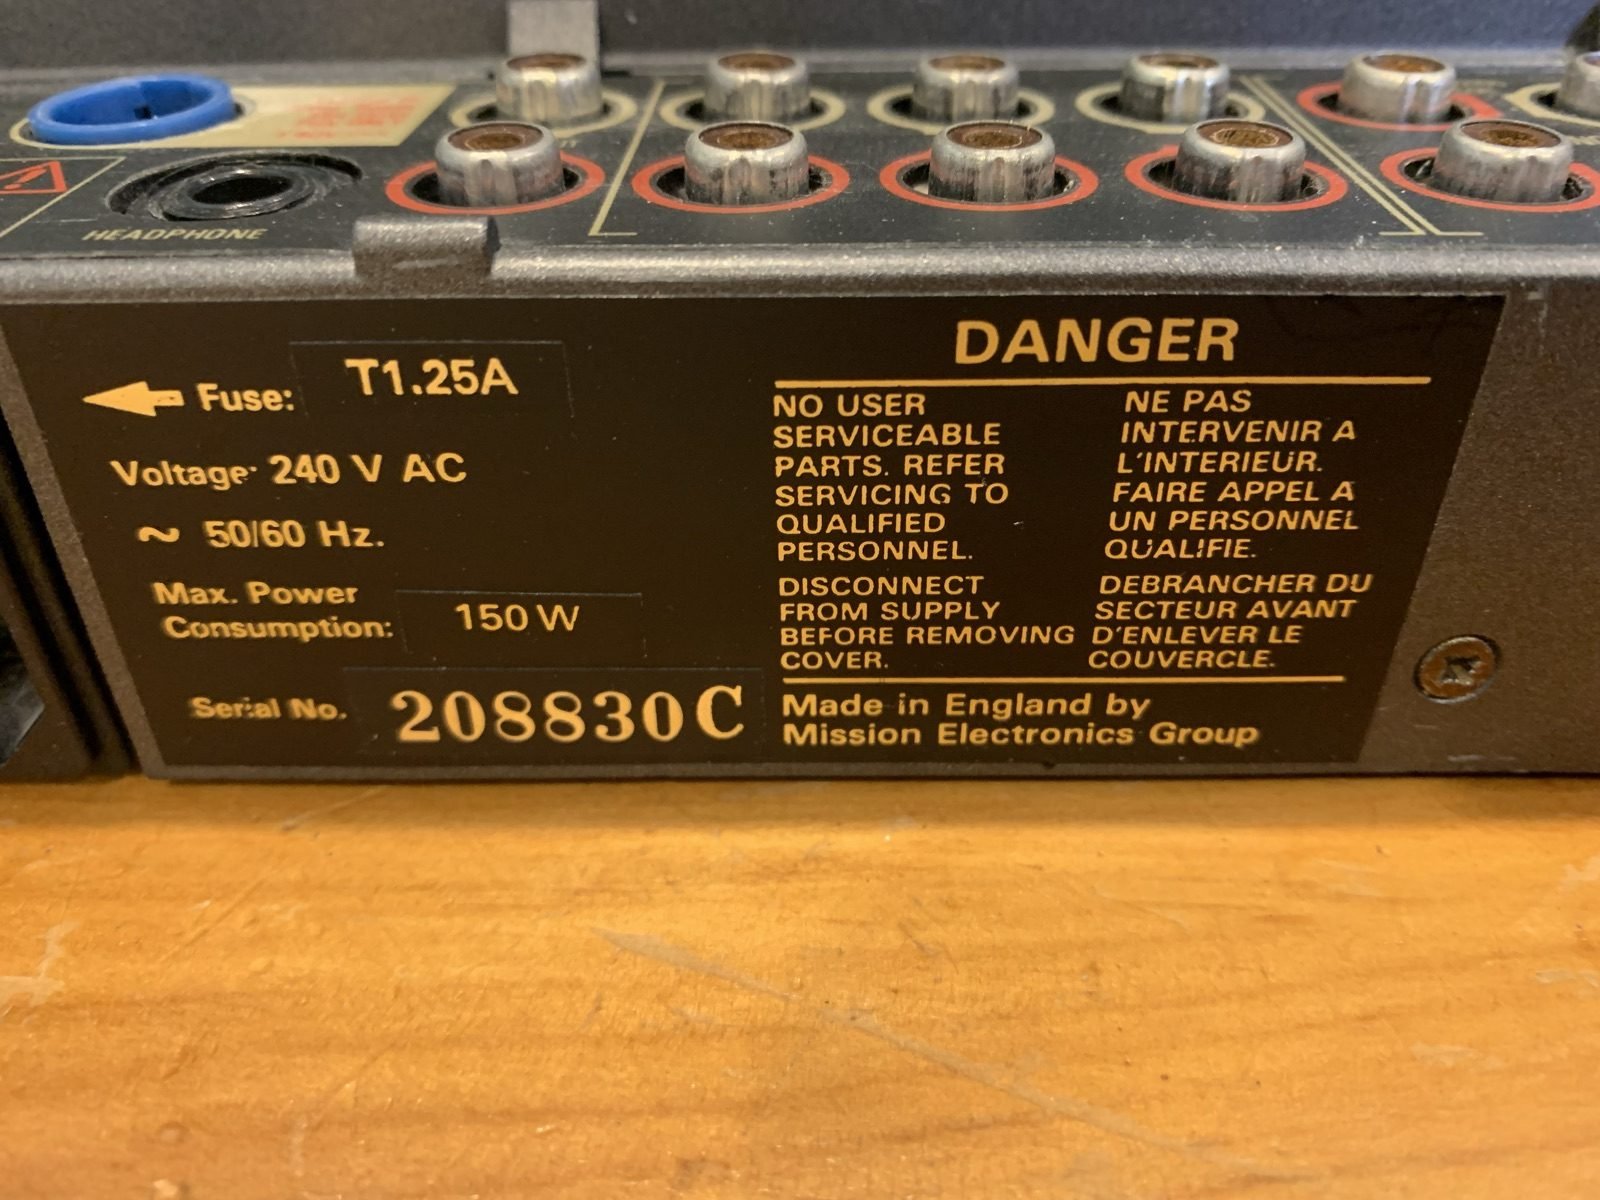 HEADPHONE
Fuse: T1.25A
Voltage: 240 V AC
~ 50/60 Hz.
Max. Power
Consumption: 150 W
Serial No. 208830C
DANGER
NO USER
SERVICEABLE
PARTS. REFER
SERVICING TO
QUALIFIED
PERSONNEL.
DISCONNECT
FROM SUPPLY
BEFORE REMOVING
COVER.
NE PAS
INTERVENIR A
L'INTERIEUR.
FAIRE APPEL A
UN PERSONNEL
QUALIFIE.
DEBRANCHER DU
SECTEUR AVANT
D'ENLEVER LE
COUVERCLE.
Made in England by
Mission Electronics Group